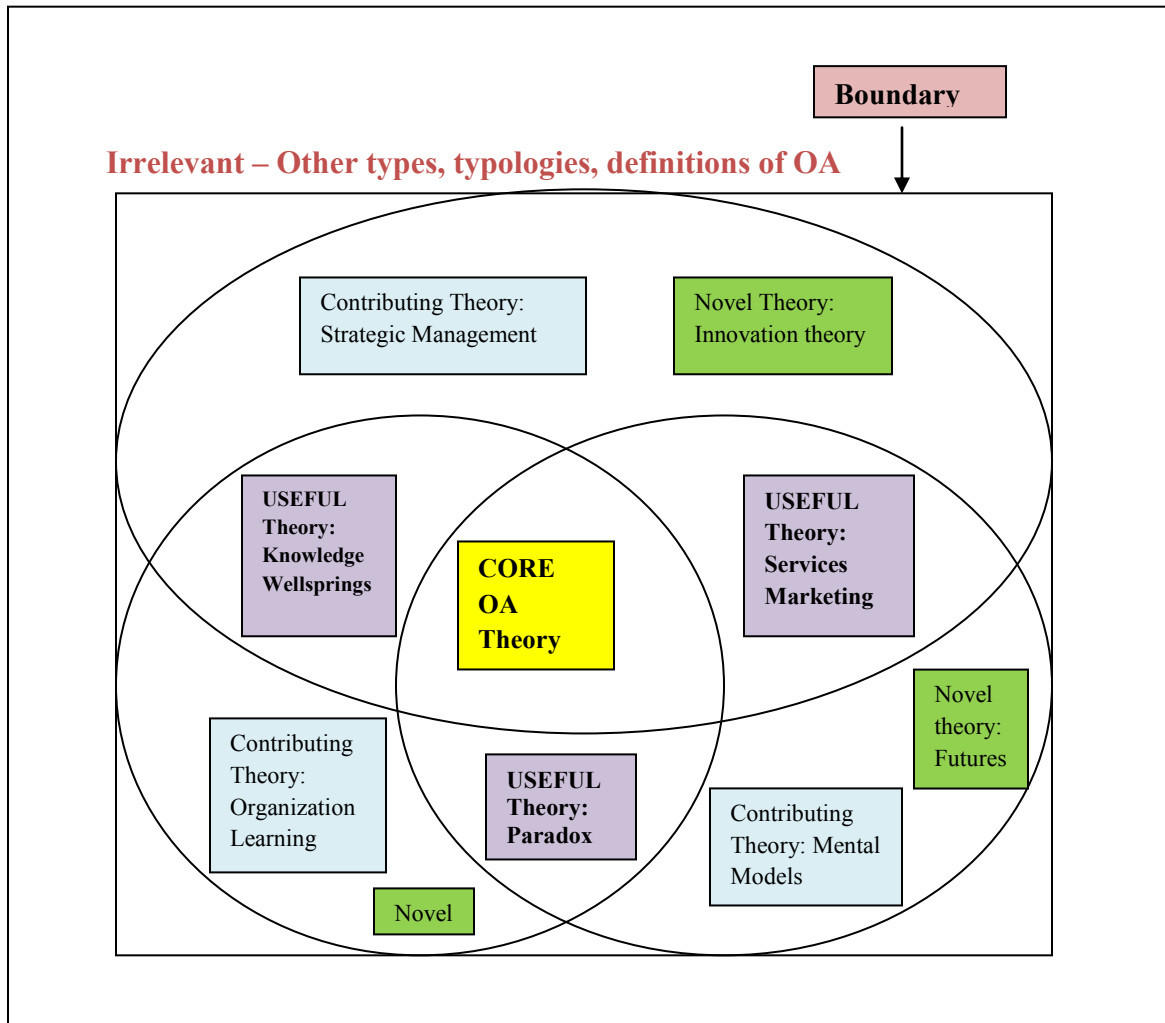 Boundary
Irrelevant – Other types, typologies, definitions of OA
Contributing Theory:
Strategic Management
Novel Theory:
Innovation theory
USEFUL
Theory:
Knowledge
Wellsprings
USEFUL
Theory:
Services
Marketing
CORE
OA
Theory
Novel
theory:
Futures
Contributing
Theory:
Organization
Learning
USEFUL
Theory:
Paradox
Contributing
Theory: Mental
Models
Novel